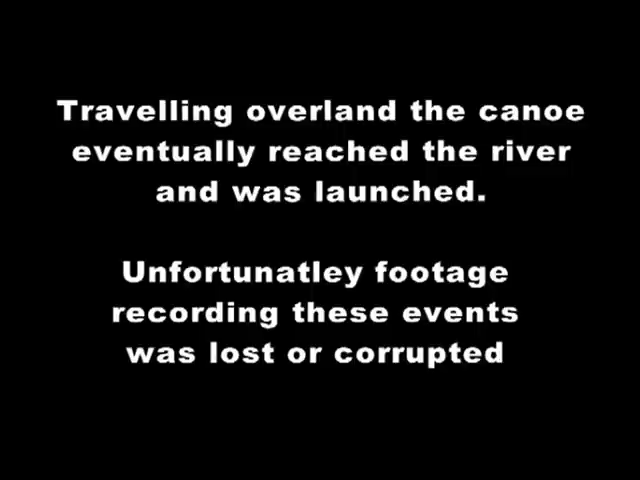 Travelling overland the canoe
eventually reached the river
and was launched.
Unfortunatley footage
recording these events
was lost or corrupted